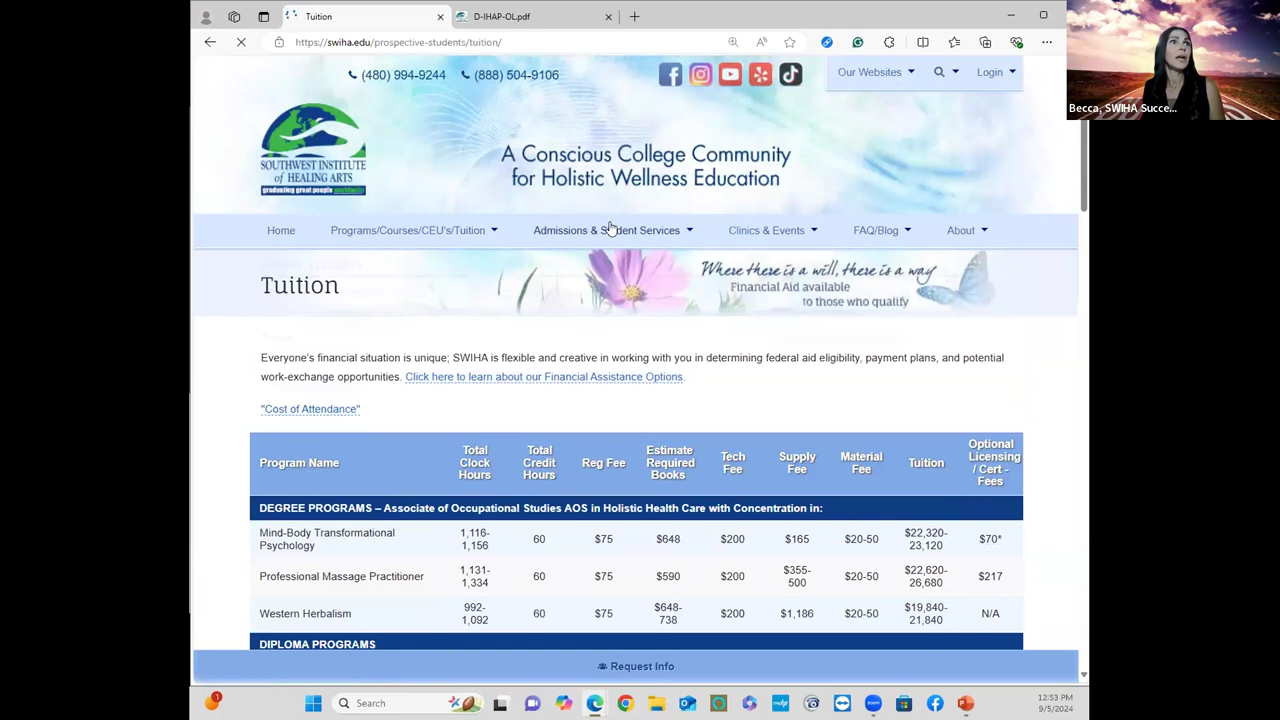 Tuition
D-IHAP-OL.pdf
https://swiha.edu/prospective-students/tuition/
Becca, SWIHA Succe...
(480) 994-9244
(888) 504-9106
Our Websites
Login
SOUTHWEST INSTITUTE
of HEALING ARTS
graduating great people worldwide
A Conscious College Community
for Holistic Wellness Education
Home
Programs/Courses/CEU's/Tuition
Admissions & Student Services
Clinics & Events
FAQ/Blog
About
Tuition
Where there is a will, there is a way
Financial Aid available
to those who qualify
Everyone's financial situation is unique; SWIHA is flexible and creative in working with you in determining federal aid eligibility, payment plans, and potential
work-exchange opportunities. Click here to learn about our Financial Assistance Options.
"Cost of Attendance"
Program Name
Total
Clock
Hours
Total
Credit
Hours
Reg Fee
Estimate
Required
Books
Tech
Fee
Supply
Fee
Material
Fee
Tuition
Optional
Licensing
/ Cert -
Fees
DEGREE PROGRAMS – Associate of Occupational Studies AOS in Holistic Health Care with Concentration in:
Mind-Body Transformational
Psychology
1,116-
1,156
60
$75
$648
$200
$165
$20-50
$22,320-
23,120
$70*
Professional Massage Practitioner
1,131-
1,334
60
$75
$590
$200
$355-
500
$20-50
$22,620-
26,680
$217
Western Herbalism
992-
1,092
60
$75
$648-
738
$200
$1,186
$20-50
$19,840-
21,840
N/A
DIPLOMA PROGRAMS
Request Info
1
Search
12:53 PM
9/5/2024